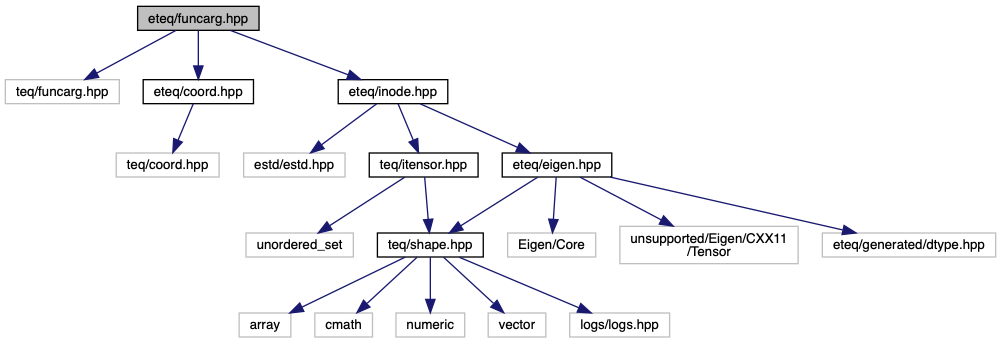 eteq/funcarg.hpp
teq/funcarg.hpp
eteq/coord.hpp
eteq/inode.hpp
teq/coord.hpp
estd/estd.hpp
teq/itensor.hpp
eteq/eigen.hpp
unordered_set
teq/shape.hpp
Eigen/Core
unsupported/Eigen/CXX11
/Tensor
eteq/generated/dtype.hpp
array
cmath
numeric
vector
logs/logs.hpp